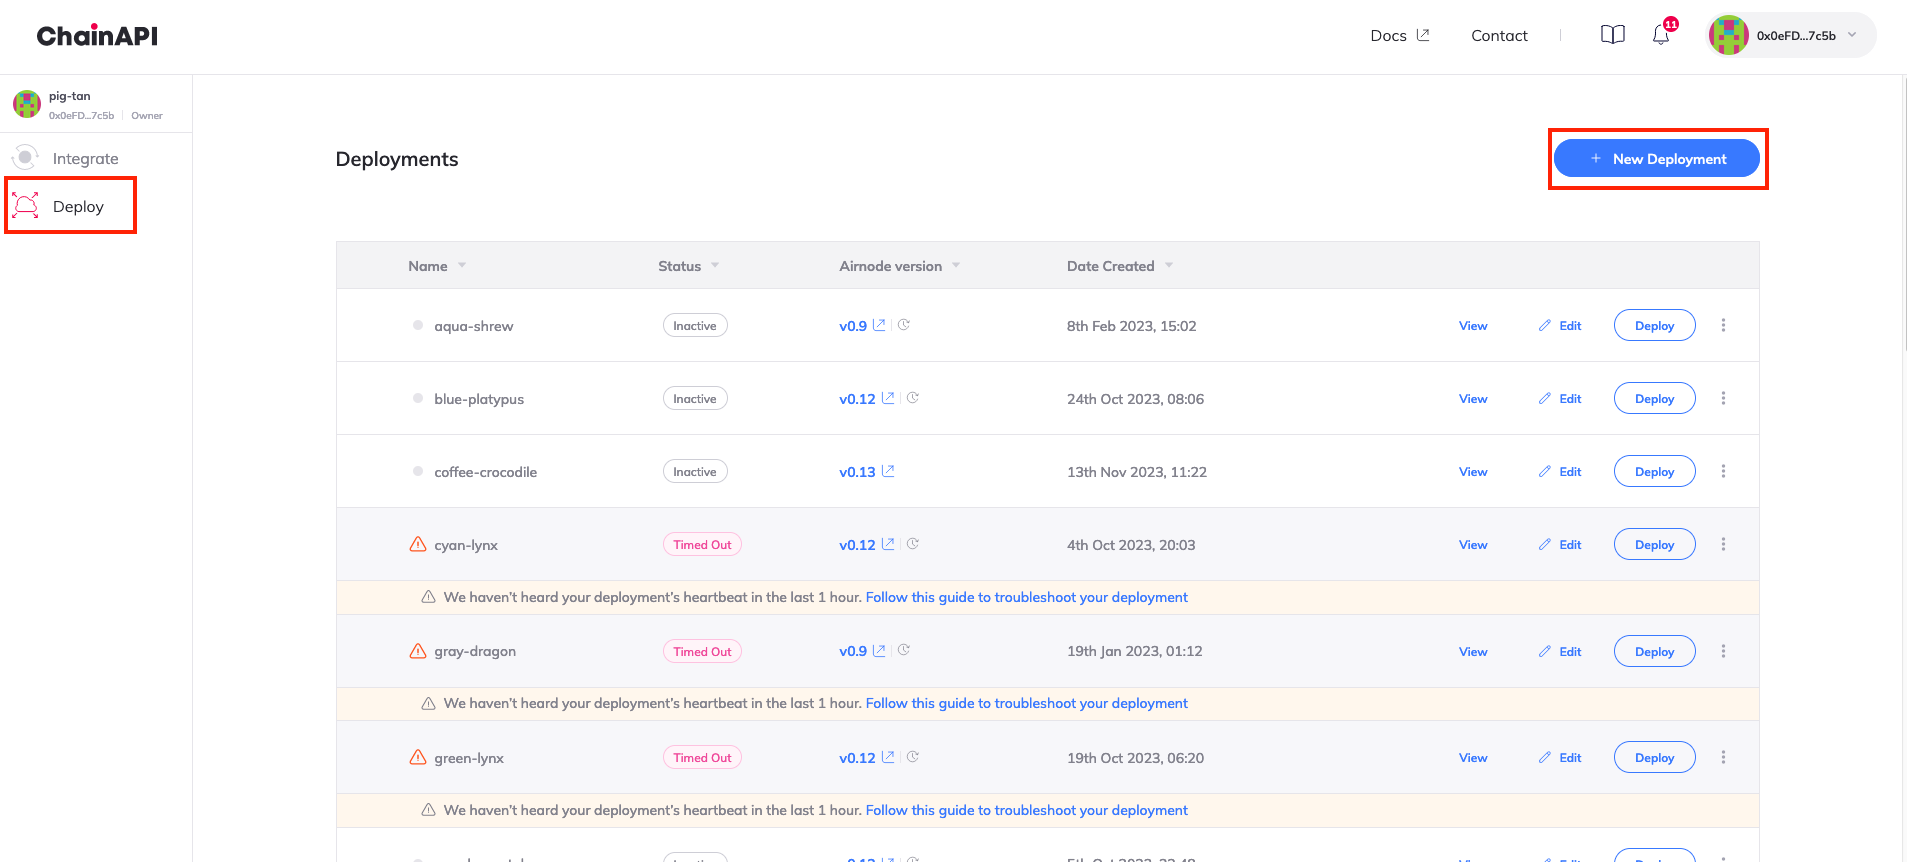 ChainAPI
Docs Contact 11 0x0eFD...7c5b
pig-tan
0x0eFD...7c5b Owner
Integrate
Deploy
Deployments
+ New Deployment
Name Status Airnode version Date Created
aqua-shrew Inactive v0.9 8th Feb 2023, 15:02 View Edit Deploy
blue-platypus Inactive v0.12 24th Oct 2023, 08:06 View Edit Deploy
coffee-crocodile Inactive v0.13 13th Nov 2023, 11:22 View Edit Deploy
cyan-lynx Timed Out v0.12 4th Oct 2023, 20:03 View Edit Deploy
We haven't heard your deployment's heartbeat in the last 1 hour. Follow this guide to troubleshoot your deployment
gray-dragon Timed Out v0.9 19th Jan 2023, 01:12 View Edit Deploy
We haven't heard your deployment's heartbeat in the last 1 hour. Follow this guide to troubleshoot your deployment
green-lynx Timed Out v0.12 19th Oct 2023, 06:20 View Edit Deploy
We haven't heard your deployment's heartbeat in the last 1 hour. Follow this guide to troubleshoot your deployment